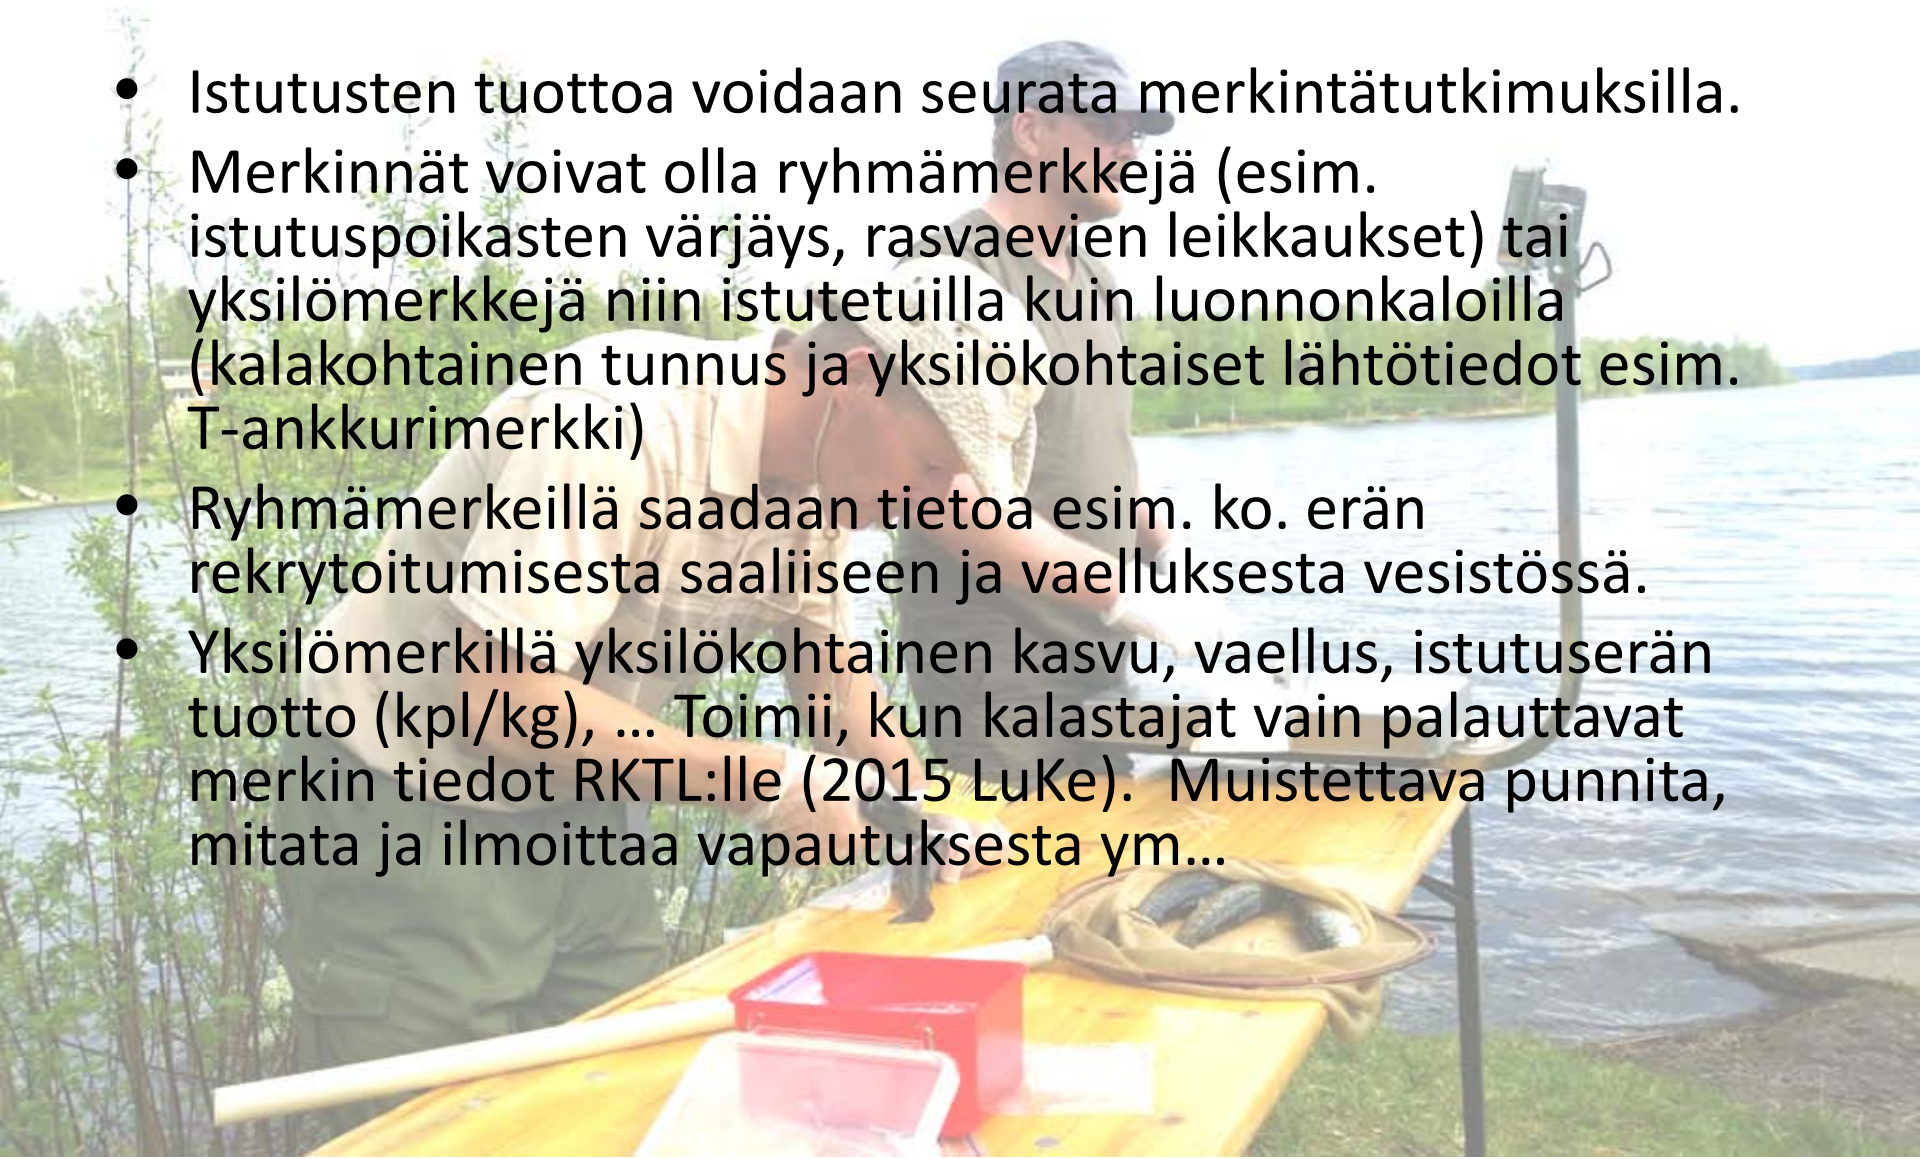 • Istutusten tuottoa voidaan seurata merkintätutkimuksilla.
• Merkinnät voivat olla ryhmämerkkejä (esim.
istutuspoikasten värjäys, rasvaevien leikkaukset) tai
yksilömerkkejä niin istutetuilla kuin luonnonkaloilla
(kalakohtainen tunnus ja yksilökohtaiset lähtötiedot esim.
T-ankkurimerkki)
• Ryhmämerkeillä saadaan tietoa esim. ko. erän
rekrytoitumisesta saaliiseen ja vaelluksesta vesistössä.
• Yksilömerkillä yksilökohtainen kasvu, vaellus, istutuserän
tuotto (kpl/kg), … Toimii, kun kalastajat vain palauttavat
merkin tiedot RKTL:lle (2015 LuKe).  Muistettava punnita,
mitata ja ilmoittaa vapautuksesta ym…